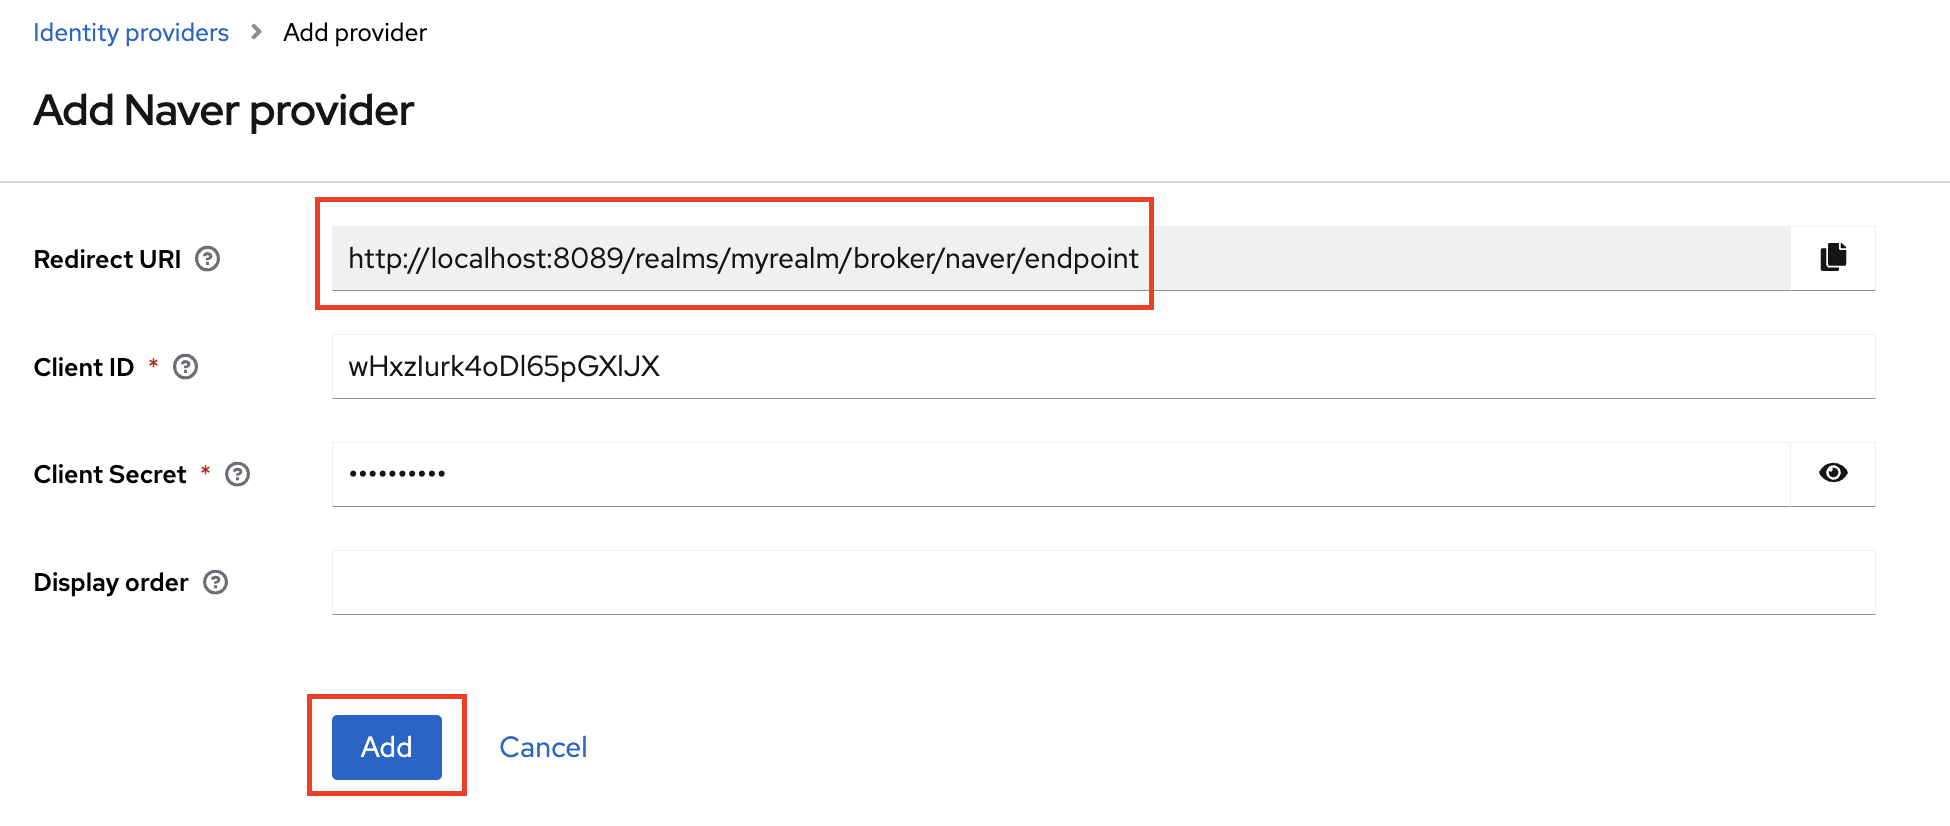 Identity providers > Add provider
Add Naver provider
Redirect URI
http://localhost:8089/realms/myrealm/broker/naver/endpoint
Client ID *
wHxzIurk4oDl65pGXlJX
Client Secret *
••••••••••
Display order
Add Cancel